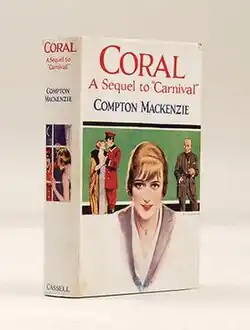 CORAL
A Sequel to
"Carnival"
COMPTON
MACKENZIE
CASSELL
CORAL
A Sequel to "Carnival"
COMPTON MACKENZIE